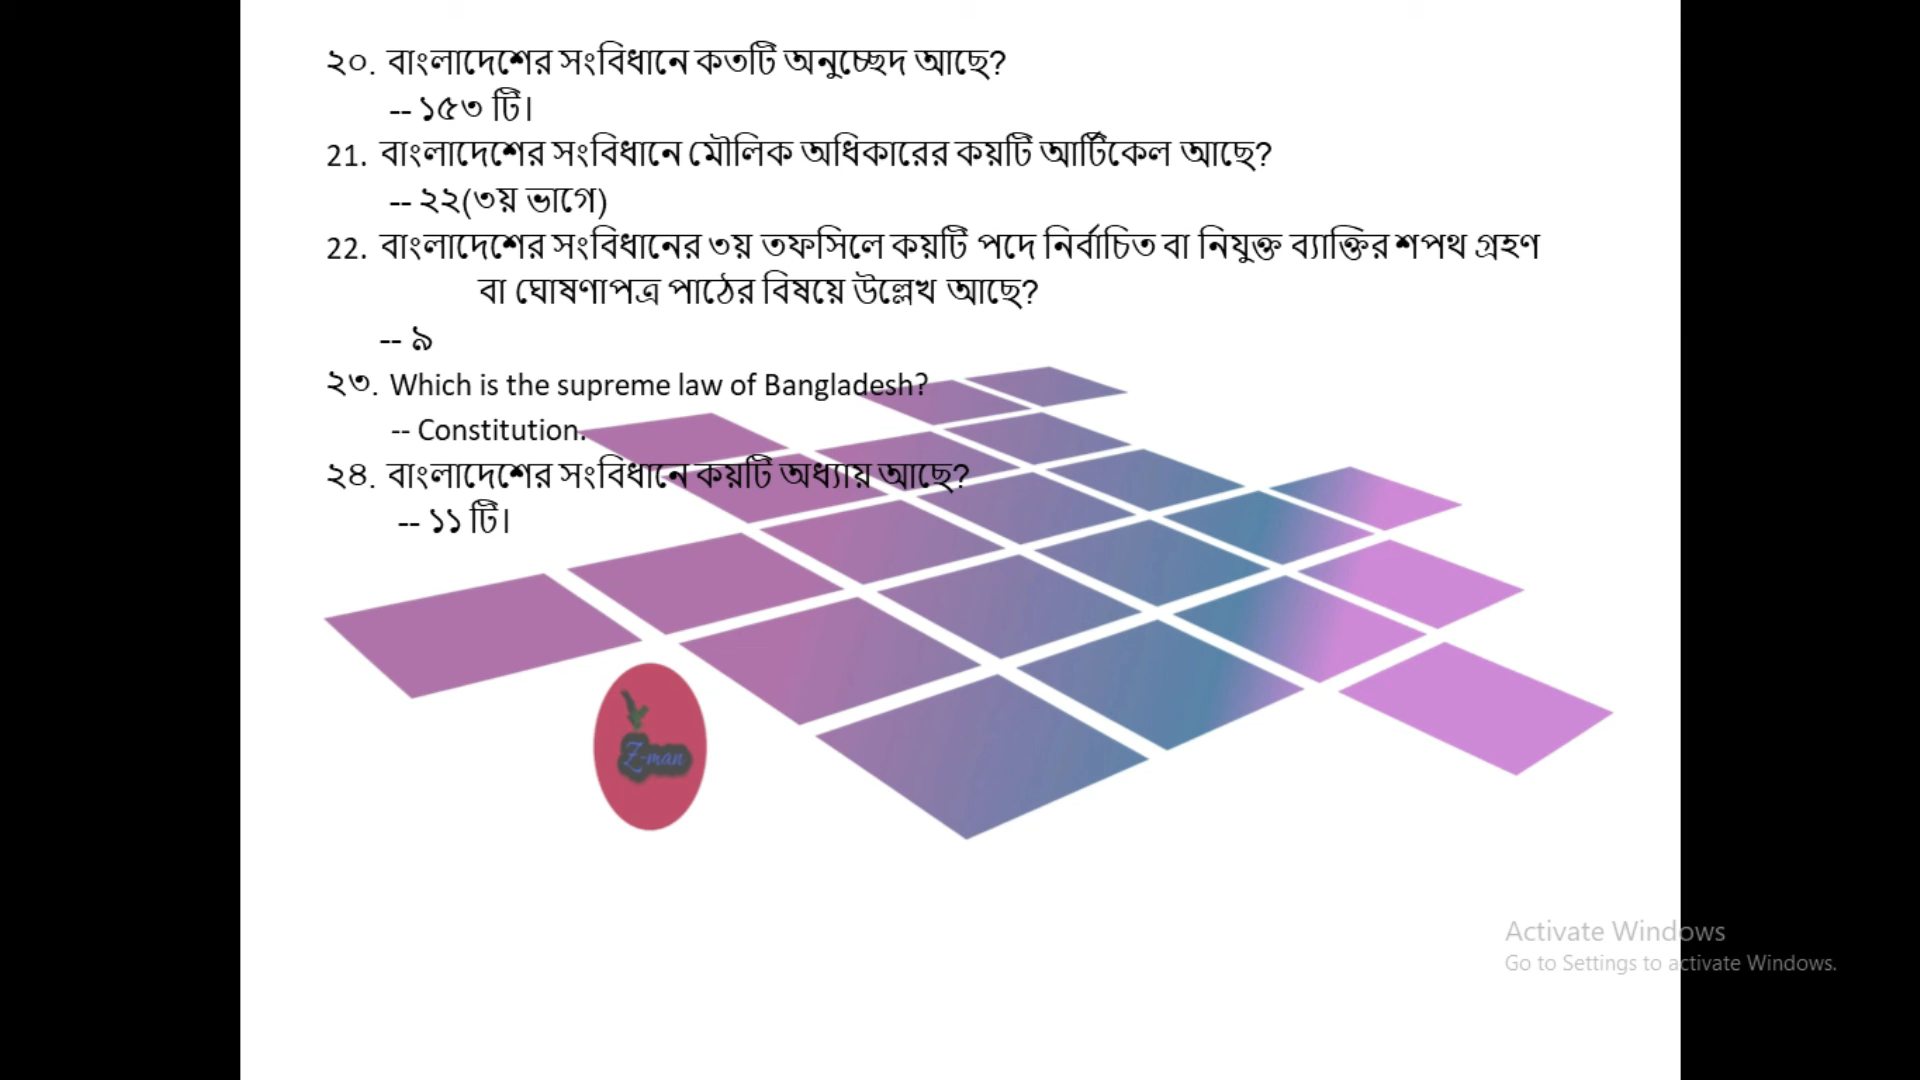 ২০. বাংলাদেশের সংবিধানে কতটি অনুচ্ছেদ আছে?
-- ১৫৩ টি।
21. বাংলাদেশের সংবিধানে মৌলিক অধিকারের কয়টি আর্টিকেল আছে?
-- ২২(৩য় ভাগে)
22. বাংলাদেশের সংবিধানের ৩য় তফসিলে কয়টি পদে নির্বাচিত বা নিযুক্ত ব্যাক্তির শপথ গ্রহণ
বা ঘোষণাপত্র পাঠের বিষয়ে উল্লেখ আছে?
-- ৯
২৩. Which is the supreme law of Bangladesh?
-- Constitution.
২৪. বাংলাদেশের সংবিধানে কয়টি অধ্যায় আছে?
-- ১১ টি।
Z-man
Activate Windows
Go to Settings to activate Windows.